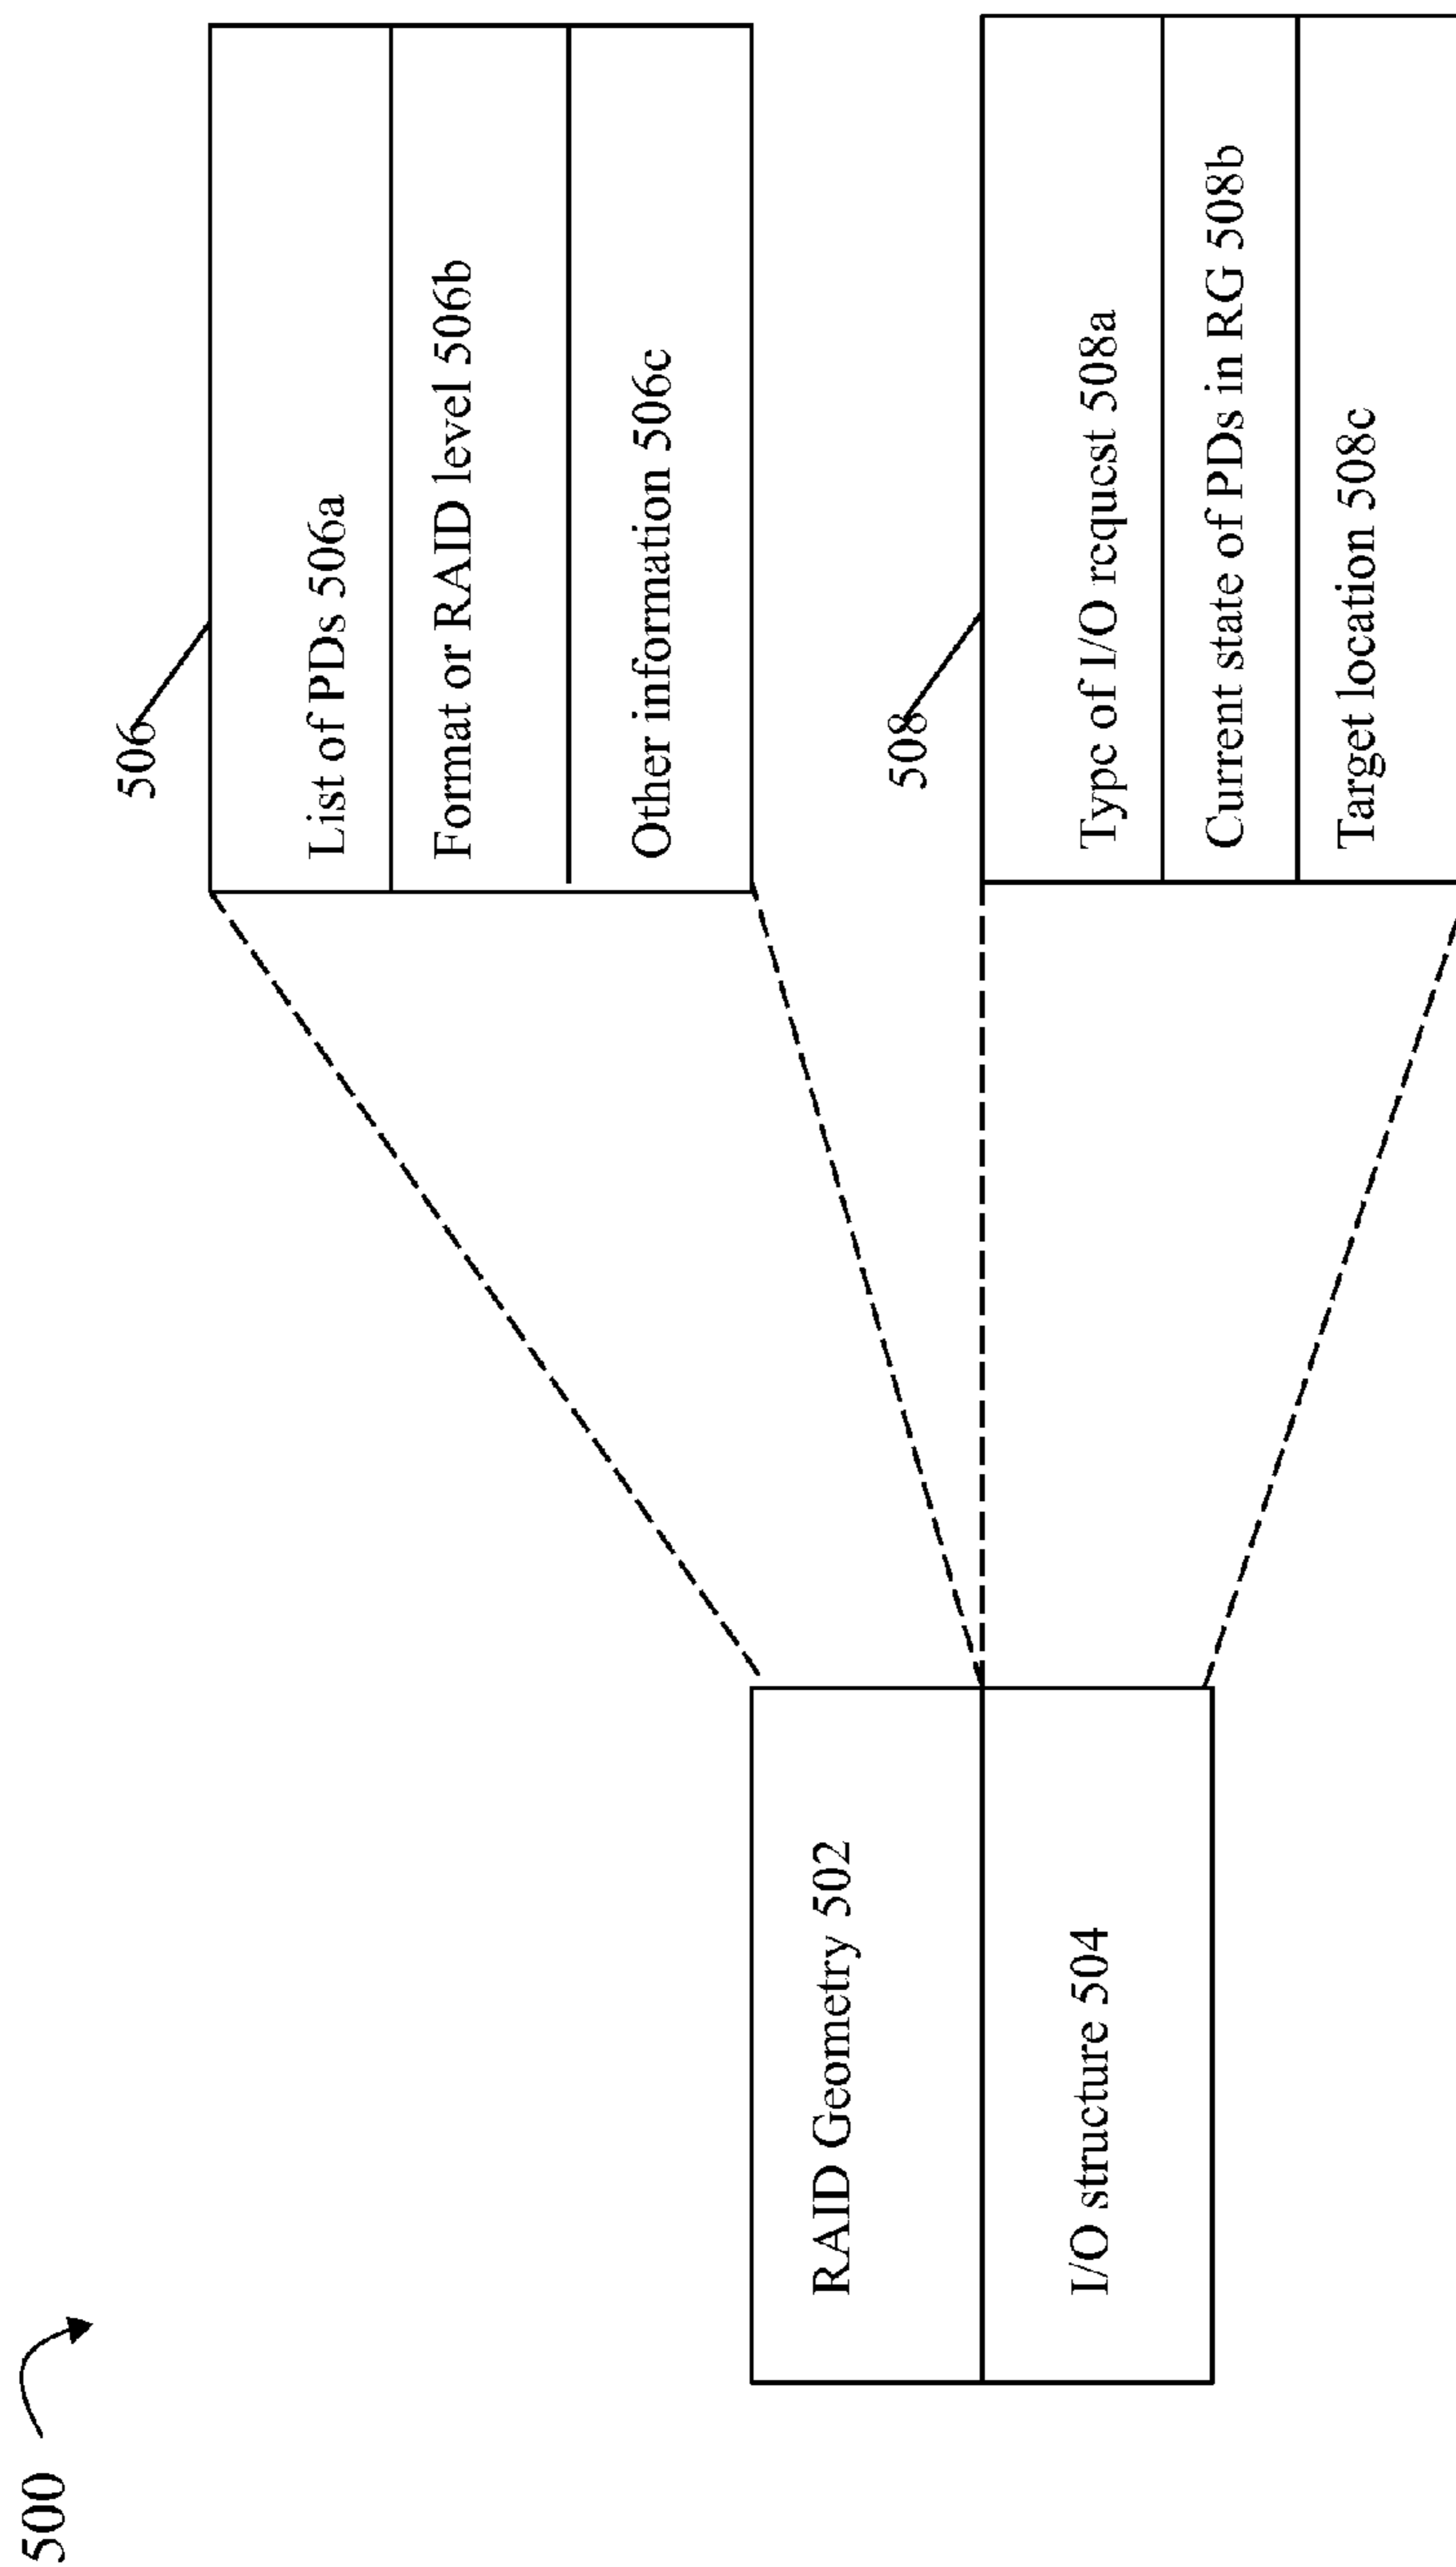 500
RAID Geometry 502
I/O structure 504
506
List of PDs 506a
Format or RAID level 506b
Other information 506c
508
Type of I/O request 508a
Current state of PDs in RG 508b
Target location 508c